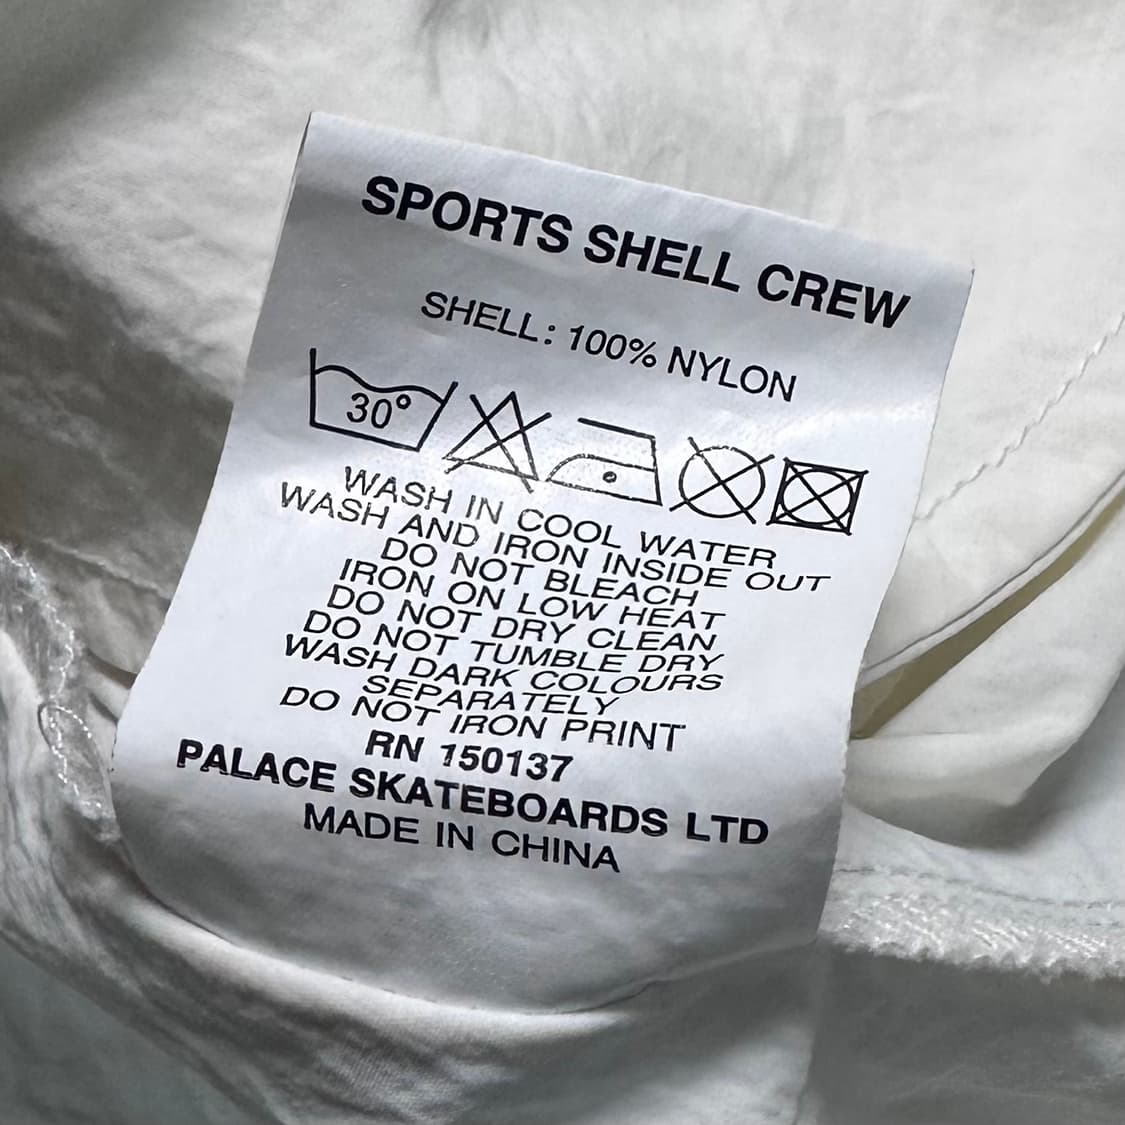 SPORTS SHELL CREW
SHELL: 100% NYLON
30°
WASH IN COOL WATER
WASH AND IRON INSIDE OUT
DO NOT BLEACH
IRON ON LOW HEAT
DO NOT DRY CLEAN
DO NOT TUMBLE DRY
WASH DARK COLOURS
SEPARATELY
DO NOT IRON PRINT
RN 150137
PALACE SKATEBOARDS LTD
MADE IN CHINA